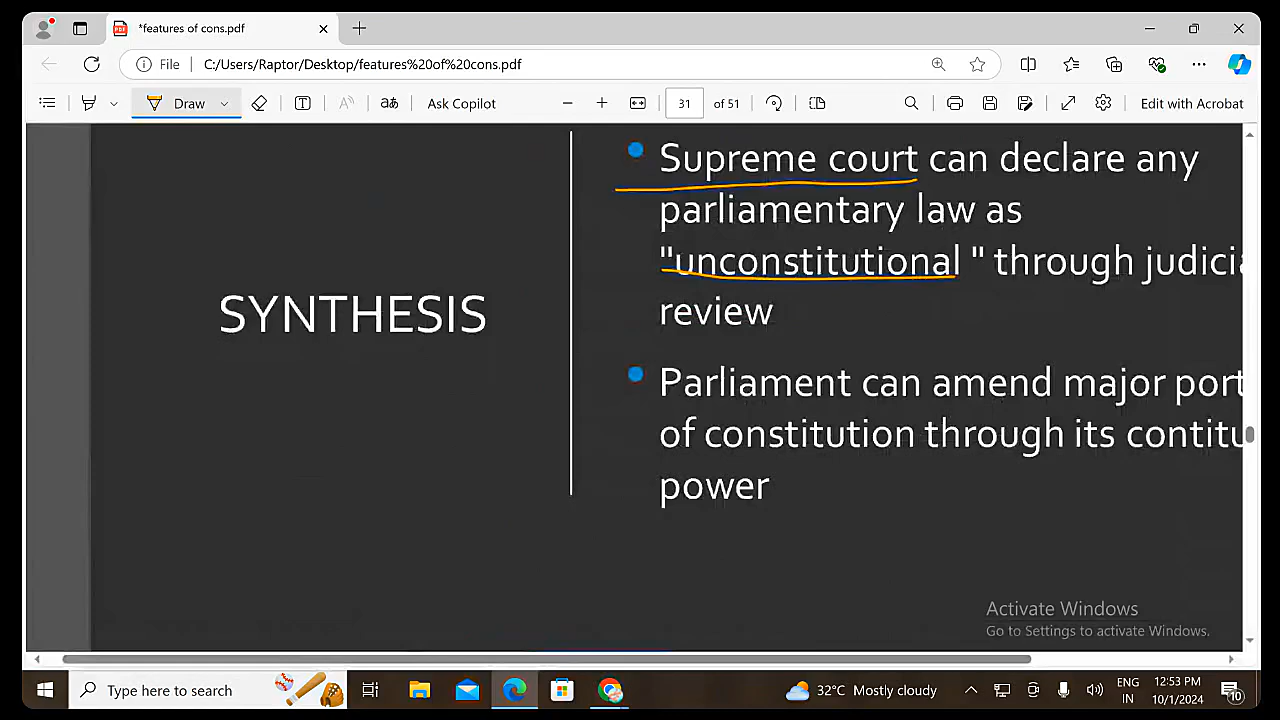 *features of cons.pdf
File C:/Users/Raptor/Desktop/features%20of%20cons.pdf
Draw Ask Copilot 31 of 51 Edit with Acrobat
Supreme court can declare any
parliamentary law as
"unconstitutional " through judicia
review
SYNTHESIS
Parliament can amend major port
of constitution through its contitu
power
Activate Windows
Go to Settings to activate Windows.
Type here to search 32°C Mostly cloudy ENG IN 12:53 PM 10/1/2024 10